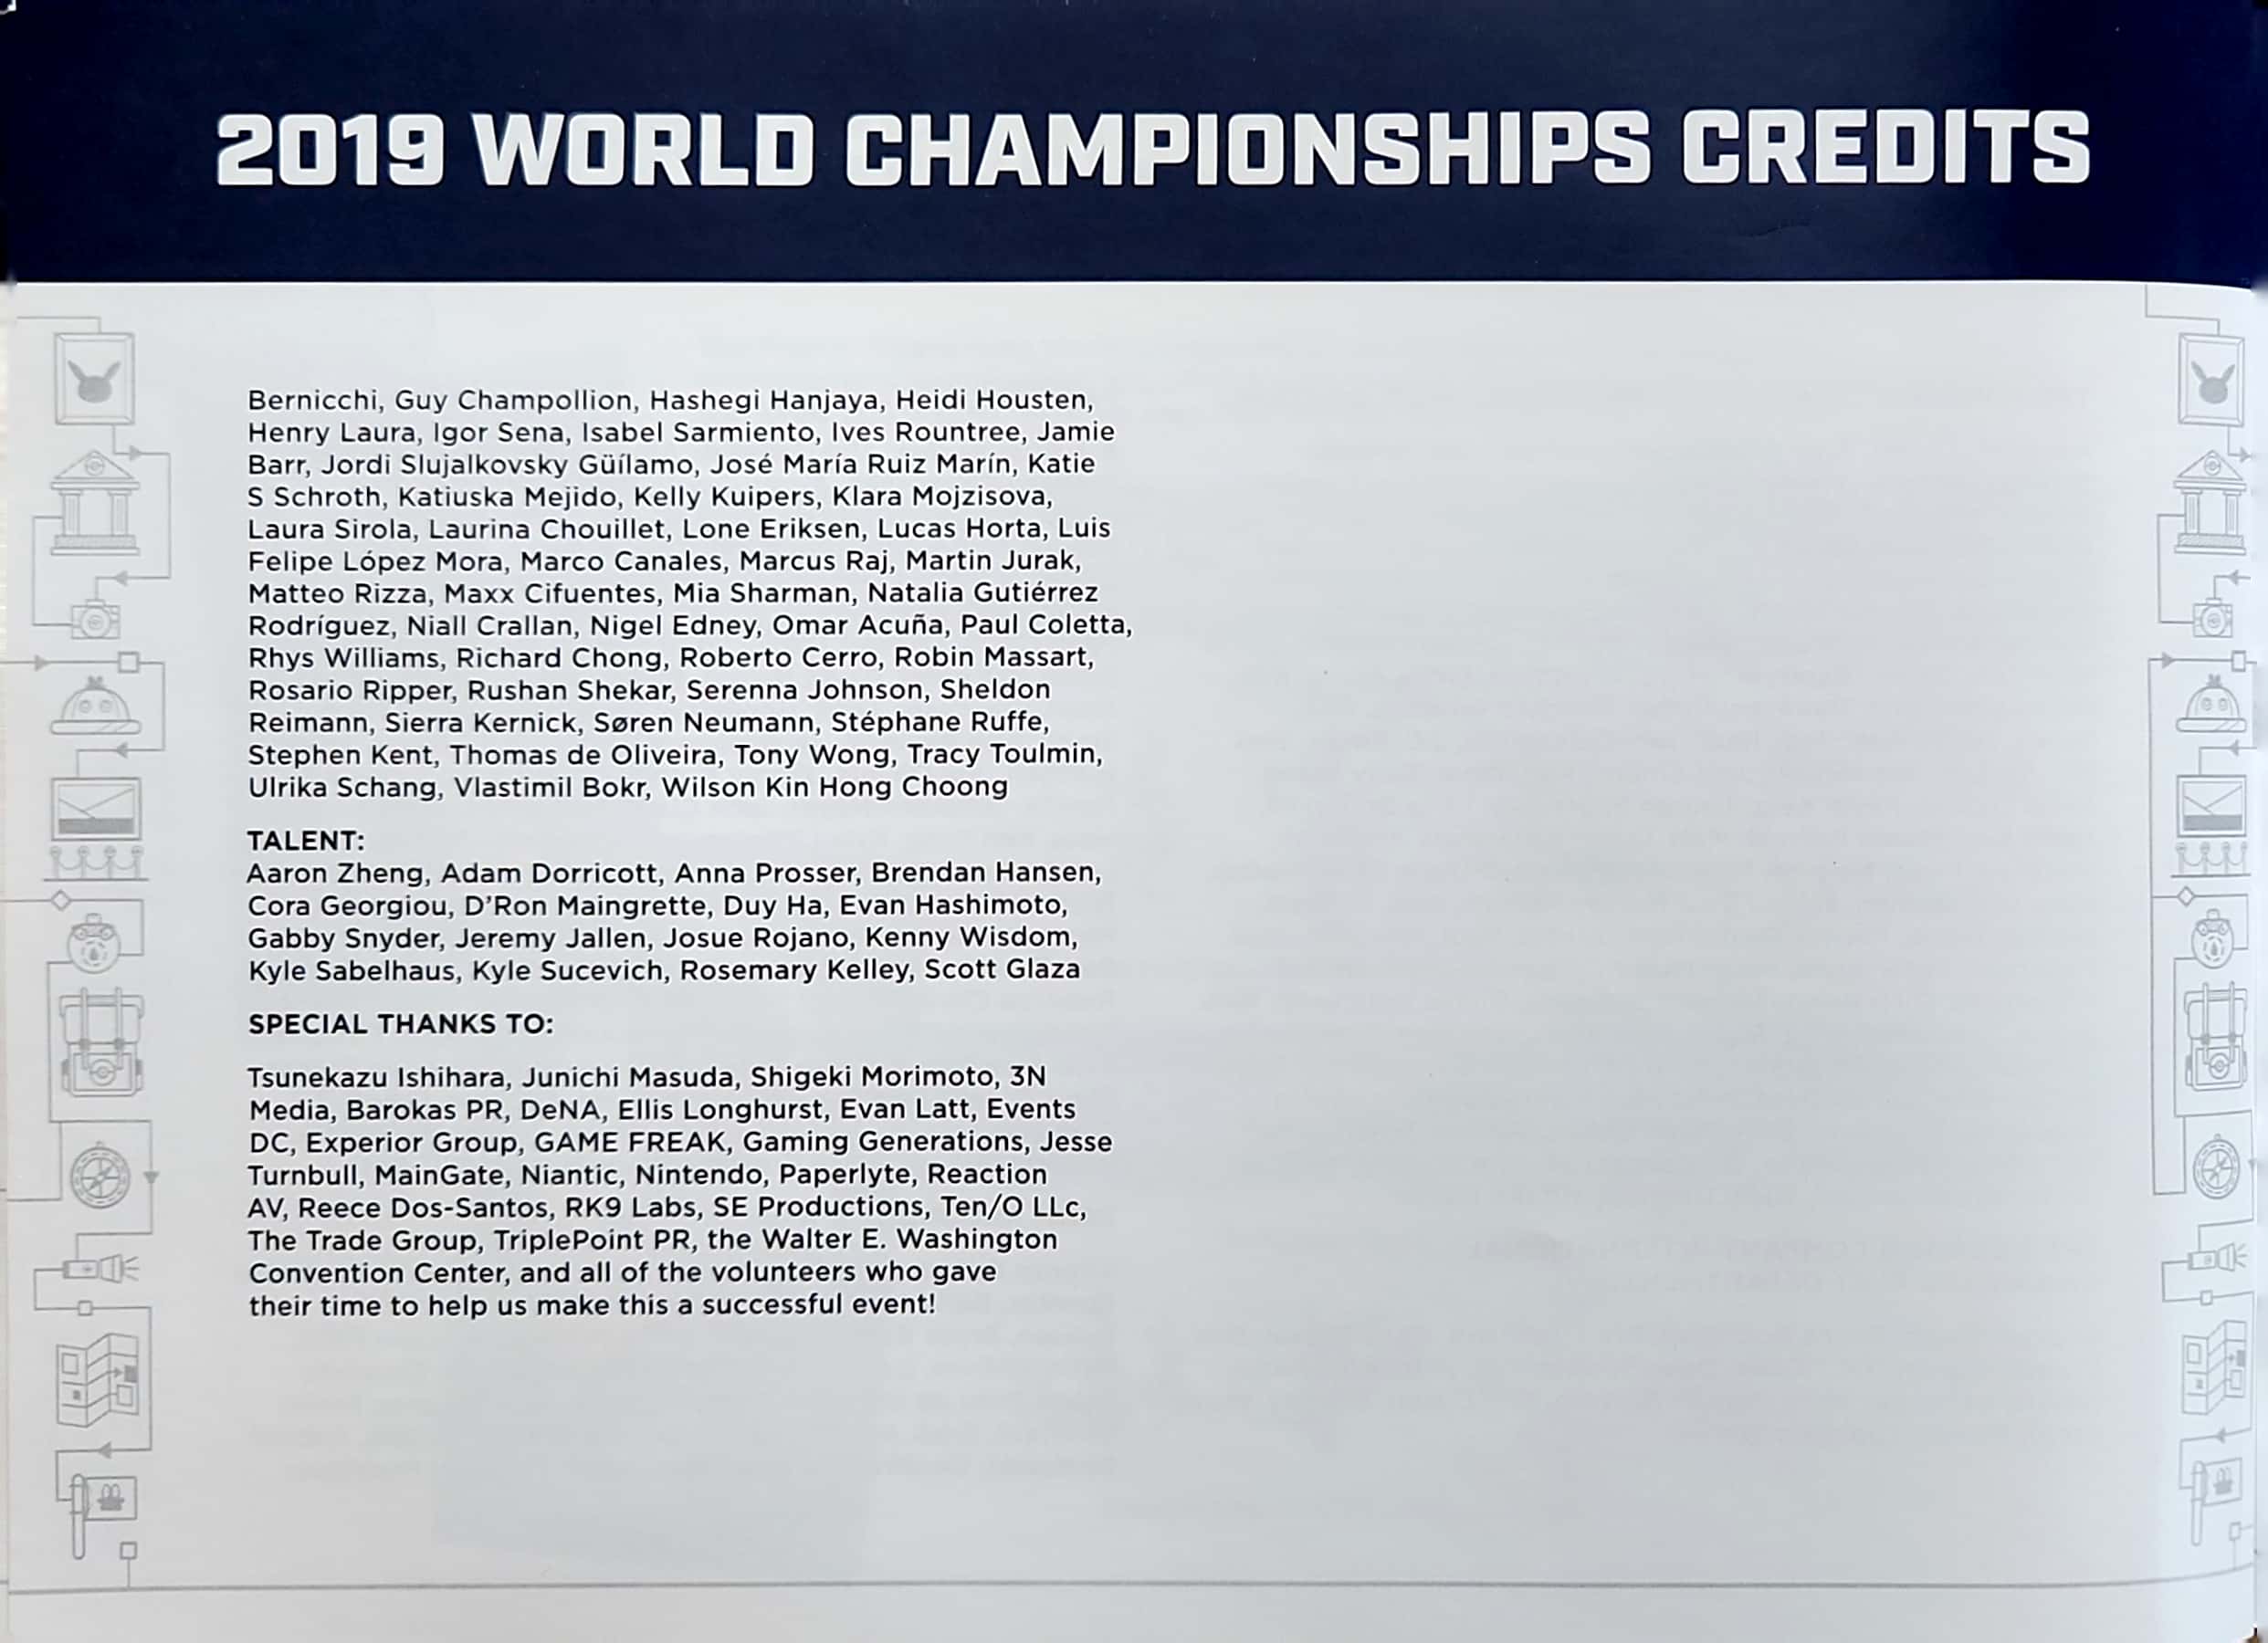 2019 WORLD CHAMPIONSHIPS CREDITS
Bernicchi, Guy Champollion, Hashegi Hanjaya, Heidi Housten,
Henry Laura, Igor Sena, Isabel Sarmiento, Ives Rountree, Jamie
Barr, Jordi Slujalkovsky Güílamo, José María Ruiz Marín, Katie
S Schroth, Katiuska Mejido, Kelly Kuipers, Klara Mojzisova,
Laura Sirola, Laurina Chouillet, Lone Eriksen, Lucas Horta, Luis
Felipe López Mora, Marco Canales, Marcus Raj, Martin Jurak,
Matteo Rizza, Maxx Cifuentes, Mia Sharman, Natalia Gutiérrez
Rodríguez, Niall Crallan, Nigel Edney, Omar Acuña, Paul Coletta,
Rhys Williams, Richard Chong, Roberto Cerro, Robin Massart,
Rosario Ripper, Rushan Shekar, Serenna Johnson, Sheldon
Reimann, Sierra Kernick, Søren Neumann, Stéphane Ruffe,
Stephen Kent, Thomas de Oliveira, Tony Wong, Tracy Toulmin,
Ulrika Schang, Vlastimil Bokr, Wilson Kin Hong Choong
TALENT:
Aaron Zheng, Adam Dorricott, Anna Prosser, Brendan Hansen,
Cora Georgiou, D’Ron Maingrette, Duy Ha, Evan Hashimoto,
Gabby Snyder, Jeremy Jallen, Josue Rojano, Kenny Wisdom,
Kyle Sabelhaus, Kyle Sucevich, Rosemary Kelley, Scott Glaza
SPECIAL THANKS TO:
Tsunekazu Ishihara, Junichi Masuda, Shigeki Morimoto, 3N
Media, Barokas PR, DeNA, Ellis Longhurst, Evan Latt, Events
DC, Experior Group, GAME FREAK, Gaming Generations, Jesse
Turnbull, MainGate, Niantic, Nintendo, Paperlyte, Reaction
AV, Reece Dos-Santos, RK9 Labs, SE Productions, Ten/O LLc,
The Trade Group, TriplePoint PR, the Walter E. Washington
Convention Center, and all of the volunteers who gave
their time to help us make this a successful event!